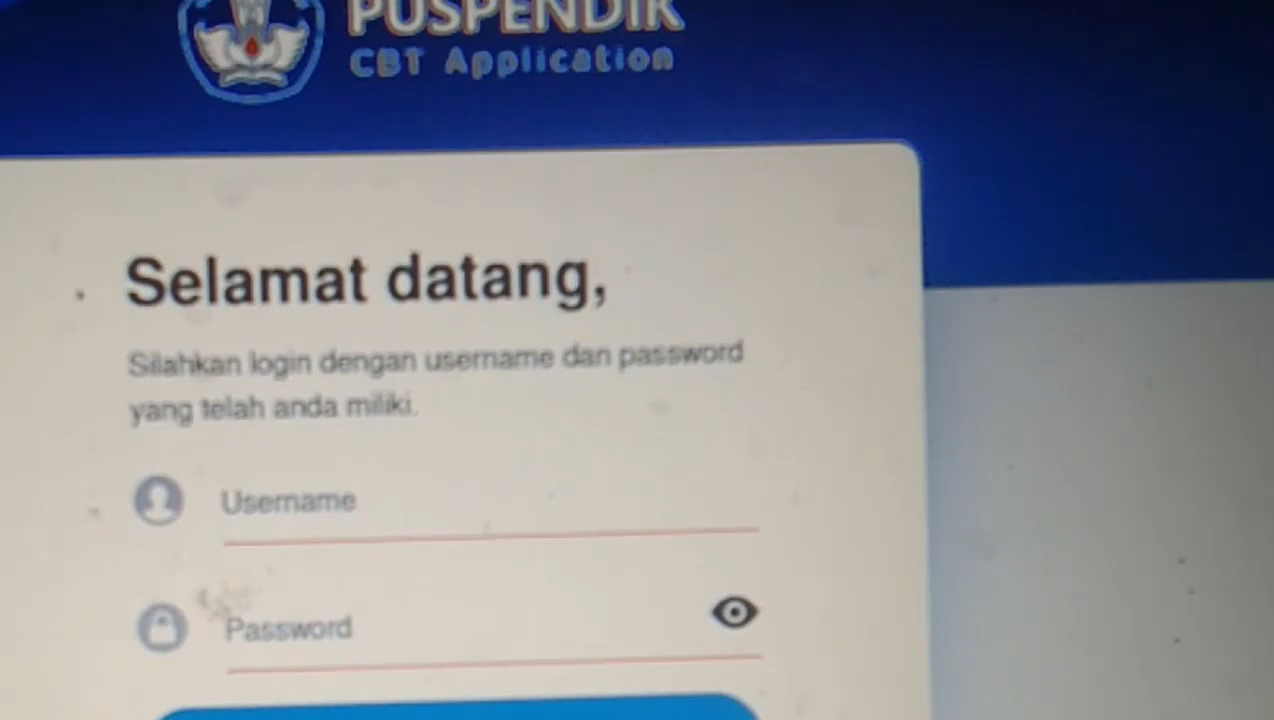 PUSPENDIK
CBT Application
Selamat datang,
Silahkan login dengan username dan password
yang telah anda miliki.
Username
Password